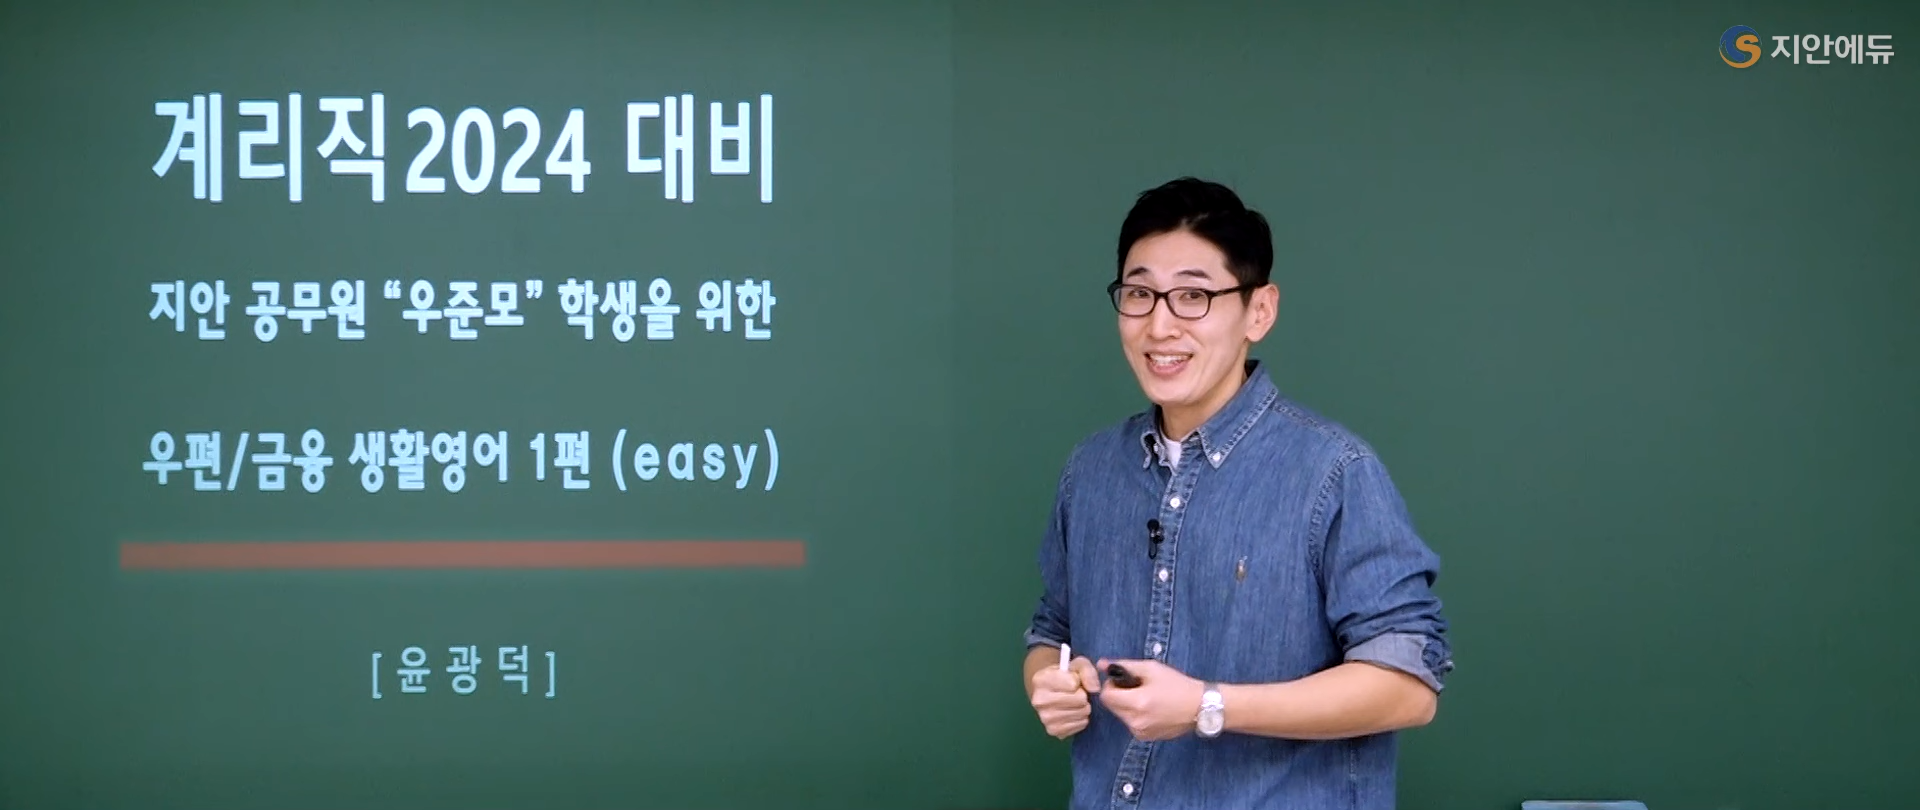 지안에듀
계리직 2024 대비
지안 공무원 “우준모” 학생을 위한
우편/금융 생활영어 1편 (easy)
[윤광덕]